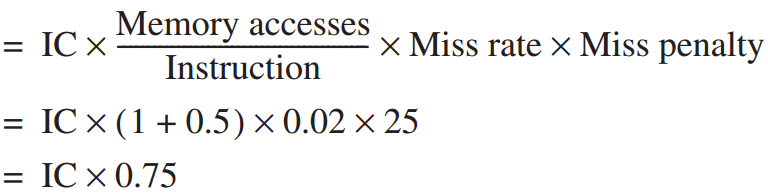 = IC × Memory accesses / Instruction × Miss rate × Miss penalty
= IC × (1 + 0.5) × 0.02 × 25
= IC × 0.75